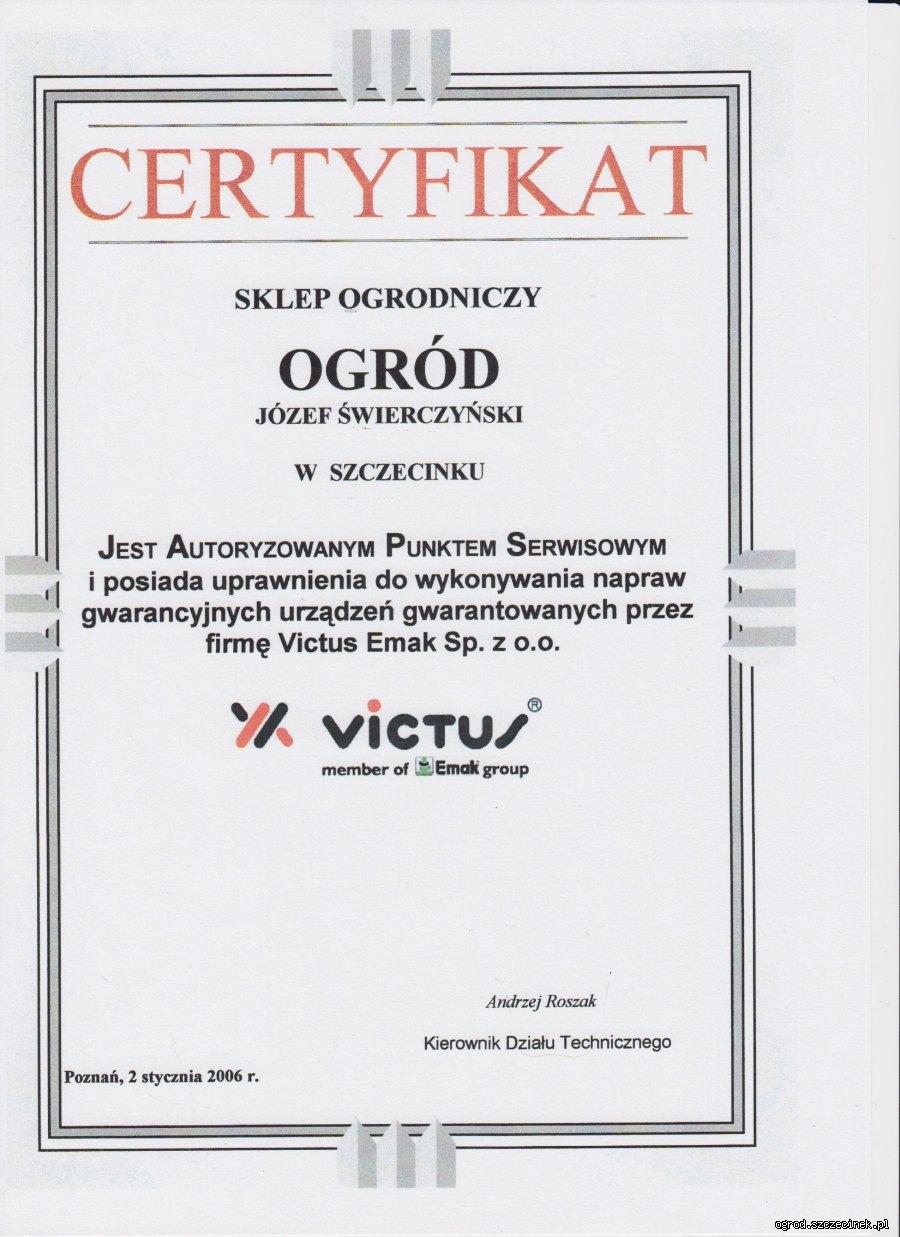 CERTYFIKAT
SKLEP OGRODNICZY
OGRÓD
JÓZEF ŚWIERCZYŃSKI
W SZCZECINKU
JEST AUTORYZOWANYM PUNKTEM SERWISOWYM
i posiada uprawnienia do wykonywania napraw
gwarancyjnych urządzeń gwarantowanych przez
firmę Victus Emak Sp. z o.o.
VICTUS®
member of Emak group
Andrzej Roszak
Kierownik Działu Technicznego
Poznań, 2 stycznia 2006 r.
ogrod.szczecinek.pl